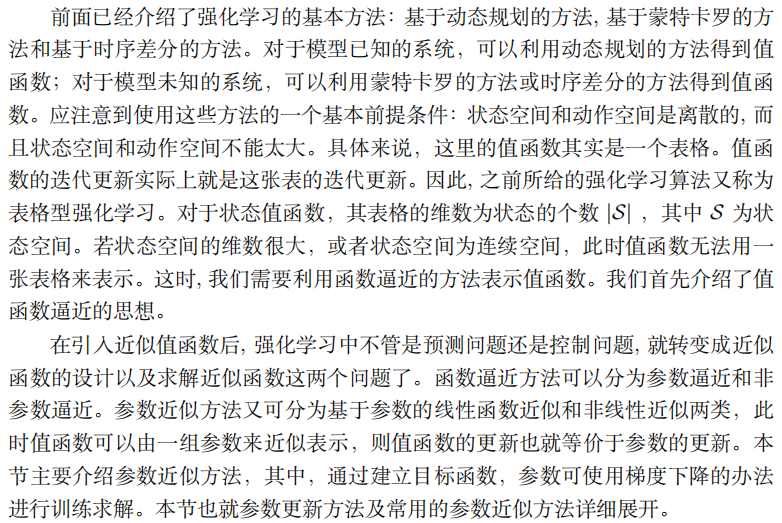 前面已经介绍了强化学习的基本方法：基于动态规划的方法, 基于蒙特卡罗的方
法和基于时序差分的方法。对于模型已知的系统，可以利用动态规划的方法得到值
函数；对于模型未知的系统，可以利用蒙特卡罗的方法或时序差分的方法得到值函
数。应注意到使用这些方法的一个基本前提条件：状态空间和动作空间是离散的, 而
且状态空间和动作空间不能太大。具体来说，这里的值函数其实是一个表格。值函
数的迭代更新实际上就是这张表的迭代更新。因此, 之前所给的强化学习算法又称为
表格型强化学习。对于状态值函数，其表格的维数为状态的个数 |𝒮| ，其中 𝒮 为状
态空间。若状态空间的维数很大，或者状态空间为连续空间，此时值函数无法用一
张表格来表示。这时, 我们需要利用函数逼近的方法表示值函数。我们首先介绍了值
函数逼近的思想。
在引入近似值函数后, 强化学习中不管是预测问题还是控制问题, 就转变成近似
函数的设计以及求解近似函数这两个问题了。函数逼近方法可以分为参数逼近和非
参数逼近。参数近似方法又可分为基于参数的线性函数近似和非线性近似两类，此
时值函数可以由一组参数来近似表示，则值函数的更新也就等价于参数的更新。本
节主要介绍参数近似方法，其中，通过建立目标函数，参数可使用梯度下降的办法
进行训练求解。本节也就参数更新方法及常用的参数近似方法详细展开。